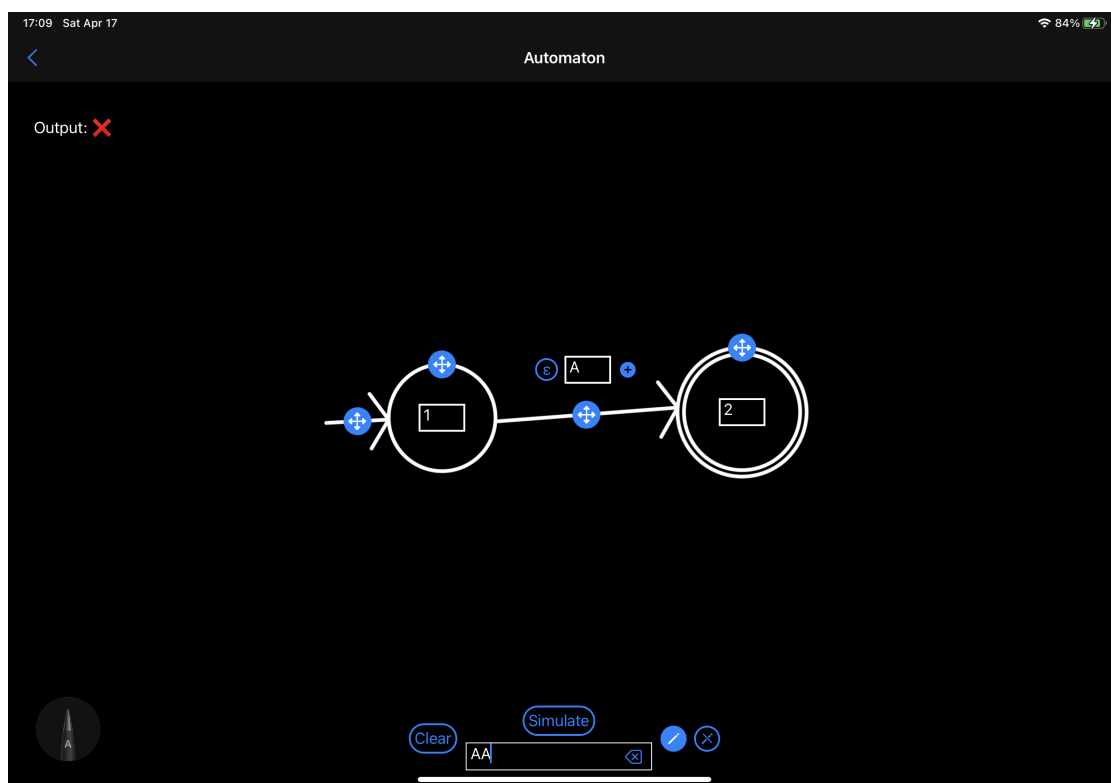 17:09 Sat Apr 17
84%
Automaton
Output:
ε A
1
2
Simulate
Clear
AA
A